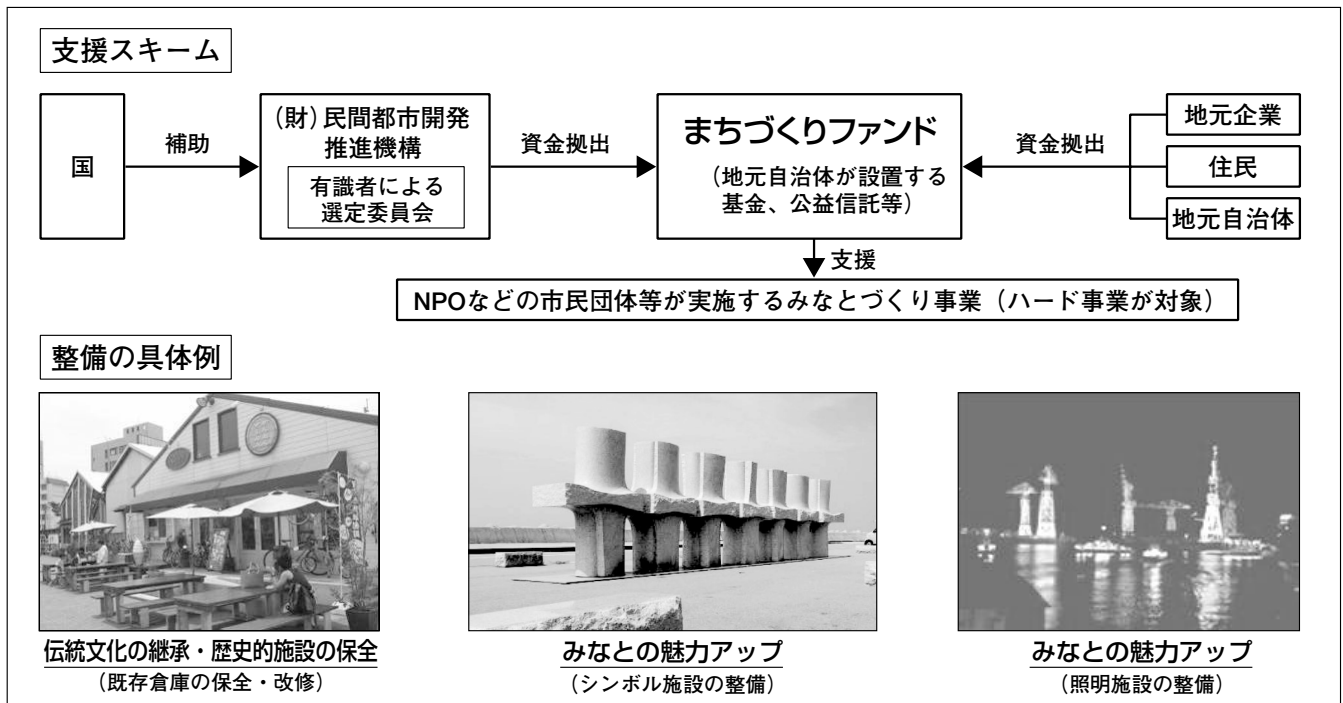 支援スキーム
国
補助
(財)民間都市開発
推進機構
有識者による
選定委員会
資金拠出
まちづくりファンド
(地元自治体が設置する
基金、公益信託等)
資金拠出
地元企業
住民
地元自治体
支援
NPOなどの市民団体等が実施するみなとづくり事業(ハード事業が対象)
整備の具体例
伝統文化の継承・歴史的施設の保全
(既存倉庫の保全・改修)
みなとの魅力アップ
(シンボル施設の整備)
みなとの魅力アップ
(照明施設の整備)